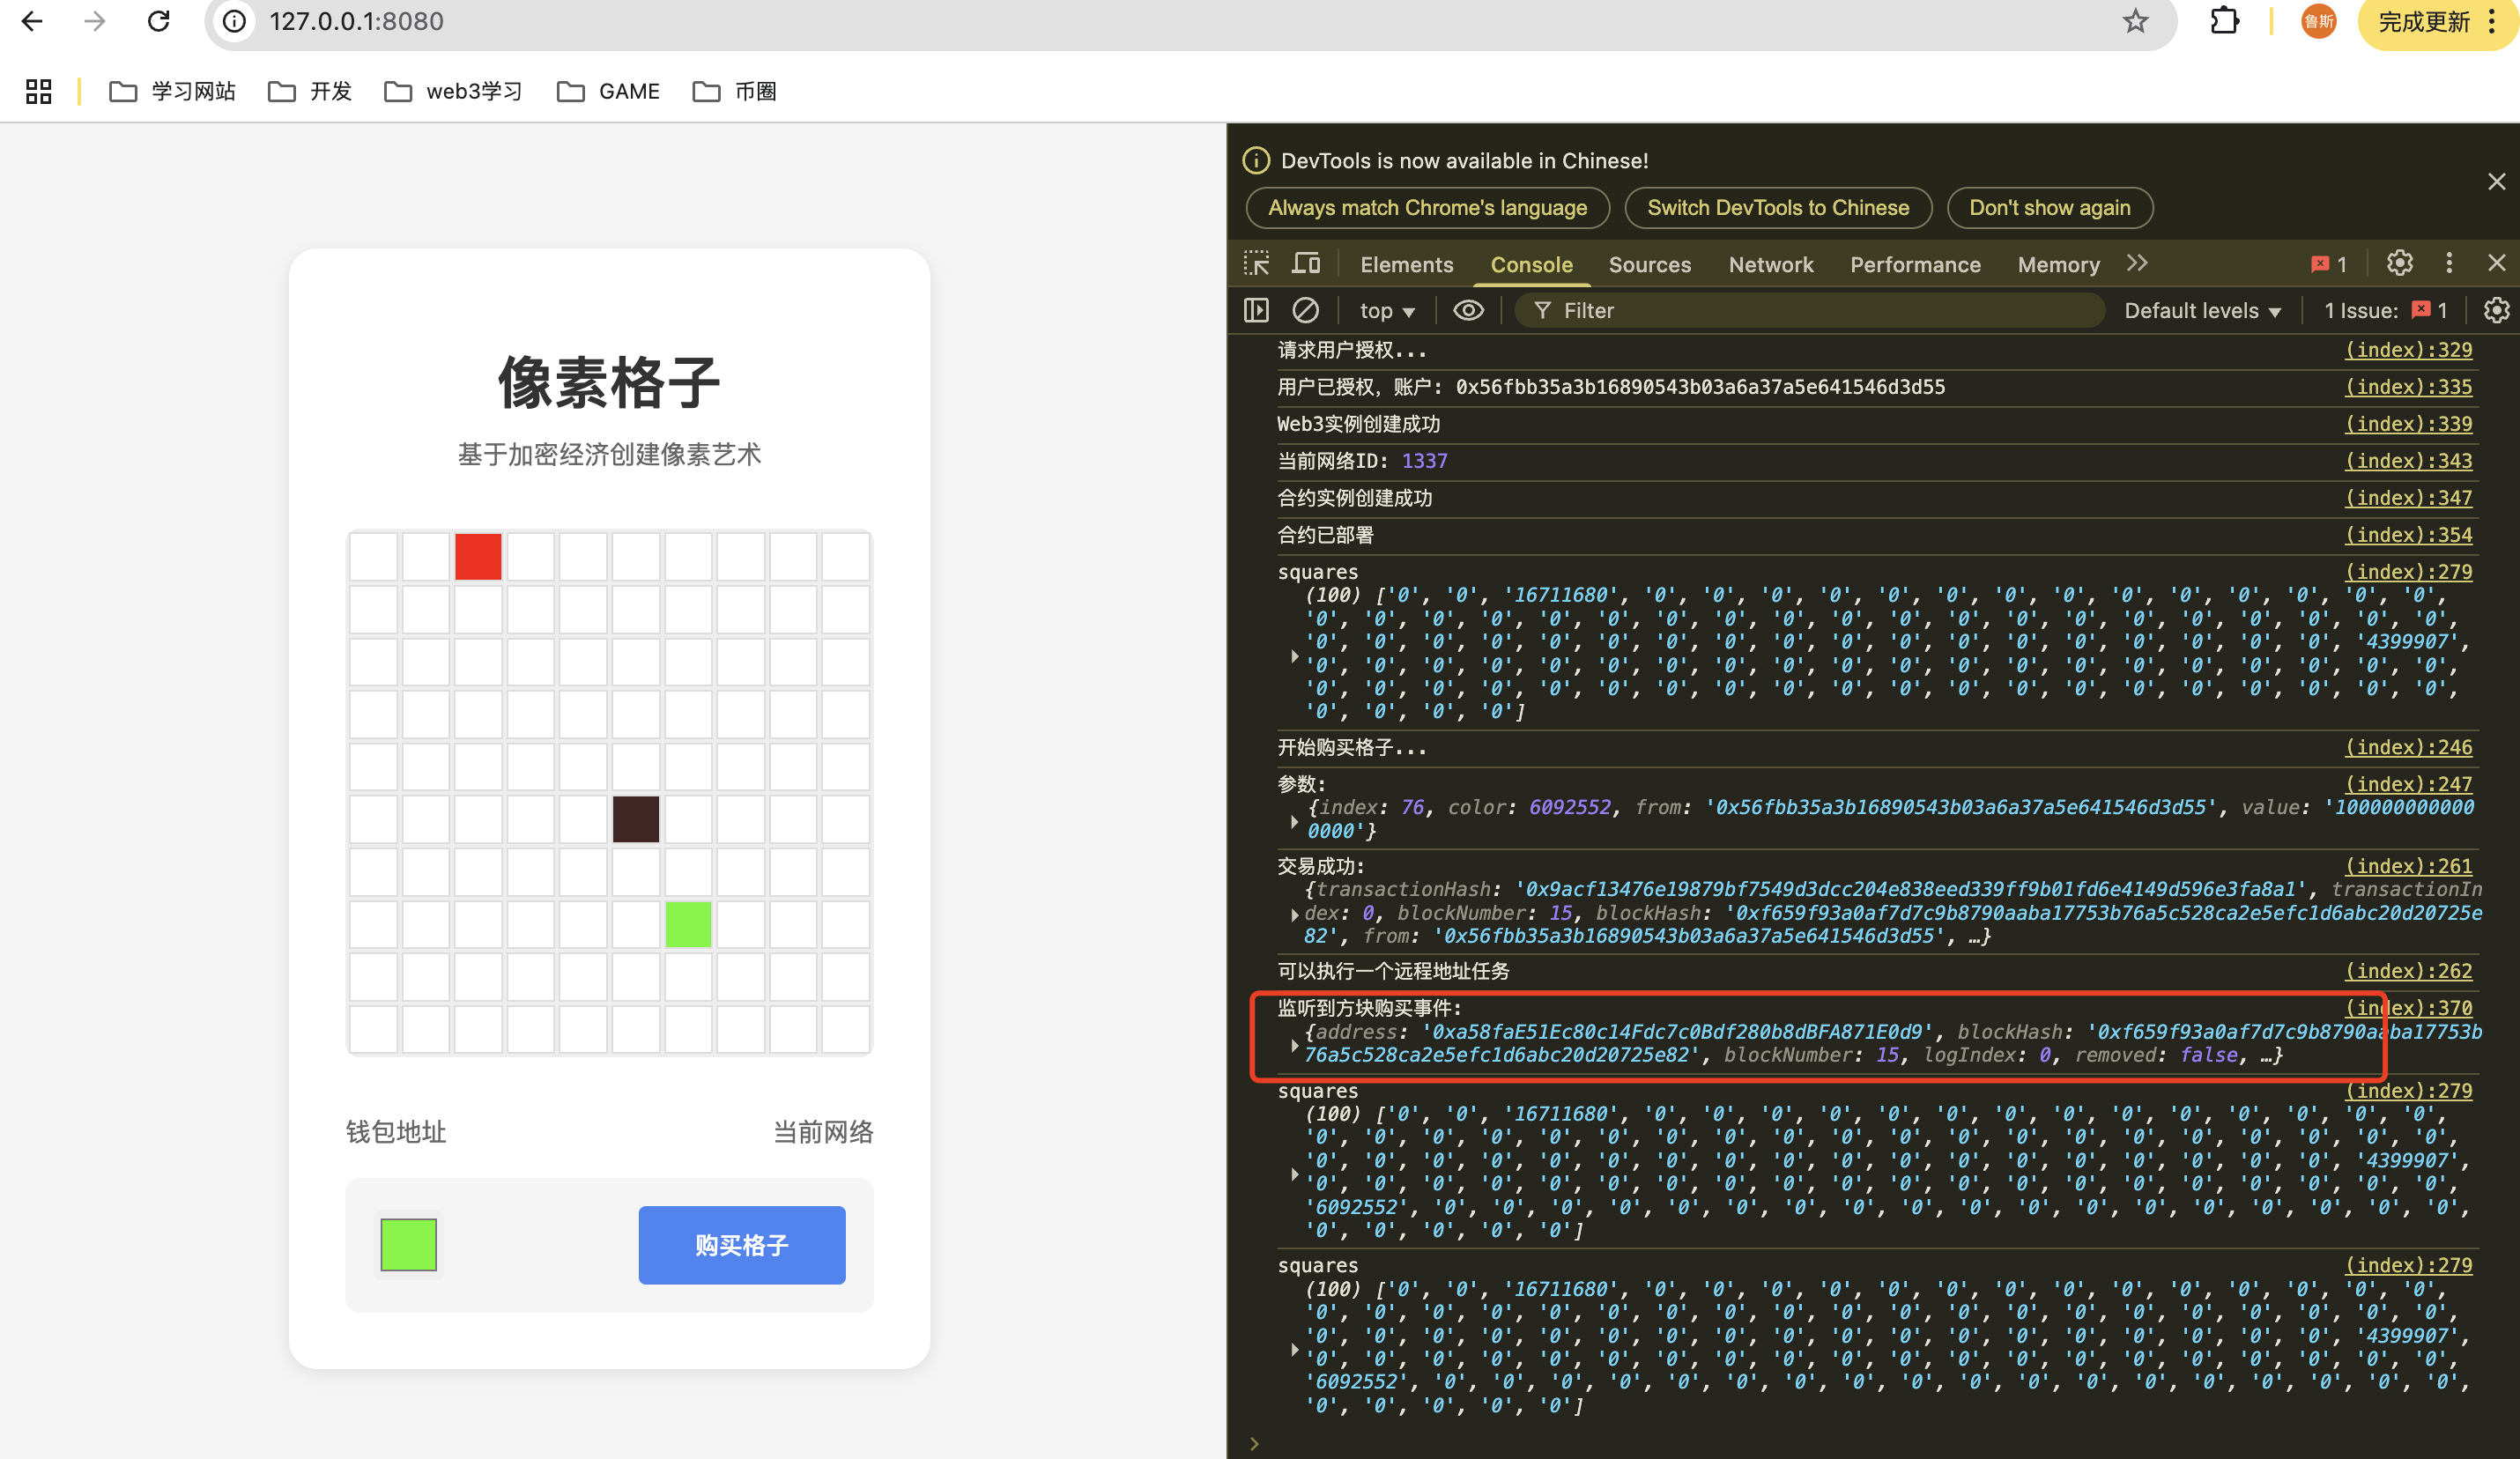 127.0.0.1:8080
鲁斯
完成更新
学习网站
开发
web3学习
GAME
币圈
像素格子
基于加密经济创建像素艺术
钱包地址
当前网络
购买格子
DevTools is now available in Chinese!
Always match Chrome's language
Switch DevTools to Chinese
Don't show again
Elements
Console
Sources
Network
Performance
Memory
1
top
Filter
Default levels
1 Issue: 1
请求用户授权... (index):329
用户已授权，账户: 0x56fbb35a3b16890543b03a6a37a5e641546d3d55 (index):335
Web3实例创建成功 (index):339
当前网络ID: 1337 (index):343
合约实例创建成功 (index):347
合约已部署 (index):354
squares (index):279
(100) ['0', '0', '16711680', '0', '0', '0', '0', '0', '0', '0', '0', '0', '0', '0', '0', '0', '0',
'0', '0', '0', '0', '0', '0', '0', '0', '0', '0', '0', '0', '0', '0', '0', '0', '0', '0', '0', '0',
'0', '0', '0', '0', '0', '0', '0', '0', '0', '0', '0', '0', '0', '0', '0', '0', '0', '0', '4399907',
'0', '0', '0', '0', '0', '0', '0', '0', '0', '0', '0', '0', '0', '0', '0', '0', '0', '0', '0', '0',
'0', '0', '0', '0', '0', '0', '0', '0', '0', '0', '0', '0', '0', '0', '0', '0', '0', '0', '0', '0',
'0', '0', '0', '0']
开始购买格子... (index):246
参数: (index):247
{index: 76, color: 6092552, from: '0x56fbb35a3b16890543b03a6a37a5e641546d3d55', value: '100000000000
0000'}
交易成功: (index):261
{transactionHash: '0x9acf13476e19879bf7549d3dcc204e838eed339ff9b01fd6e4149d596e3fa8a1', transactionIn
dex: 0, blockNumber: 15, blockHash: '0xf659f93a0af7d7c9b8790aaba17753b76a5c528ca2e5efc1d6abc20d20725e
82', from: '0x56fbb35a3b16890543b03a6a37a5e641546d3d55', …}
可以执行一个远程地址任务 (index):262
监听到方块购买事件: (index):370
{address: '0xa58faE51Ec80c14Fdc7c0Bdf280b8dBFA871E0d9', blockHash: '0xf659f93a0af7d7c9b8790aaba17753b
76a5c528ca2e5efc1d6abc20d20725e82', blockNumber: 15, logIndex: 0, removed: false, …}
squares (index):279
(100) ['0', '0', '16711680', '0', '0', '0', '0', '0', '0', '0', '0', '0', '0', '0', '0', '0', '0',
'0', '0', '0', '0', '0', '0', '0', '0', '0', '0', '0', '0', '0', '0', '0', '0', '0', '0', '0', '0',
'0', '0', '0', '0', '0', '0', '0', '0', '0', '0', '0', '0', '0', '0', '0', '0', '0', '0', '4399907',
'0', '0', '0', '0', '0', '0', '0', '0', '0', '0', '0', '0', '0', '0', '0', '0', '0', '0', '0', '0',
'6092552', '0', '0', '0', '0', '0', '0', '0', '0', '0', '0', '0', '0', '0', '0', '0', '0', '0', '0',
'0', '0', '0', '0', '0']
squares (index):279
(100) ['0', '0', '16711680', '0', '0', '0', '0', '0', '0', '0', '0', '0', '0', '0', '0', '0', '0',
'0', '0', '0', '0', '0', '0', '0', '0', '0', '0', '0', '0', '0', '0', '0', '0', '0', '0', '0', '0',
'0', '0', '0', '0', '0', '0', '0', '0', '0', '0', '0', '0', '0', '0', '0', '0', '0', '0', '4399907',
'0', '0', '0', '0', '0', '0', '0', '0', '0', '0', '0', '0', '0', '0', '0', '0', '0', '0', '0', '0',
'6092552', '0', '0', '0', '0', '0', '0', '0', '0', '0', '0', '0', '0', '0', '0', '0', '0', '0', '0',
'0', '0', '0', '0', '0']